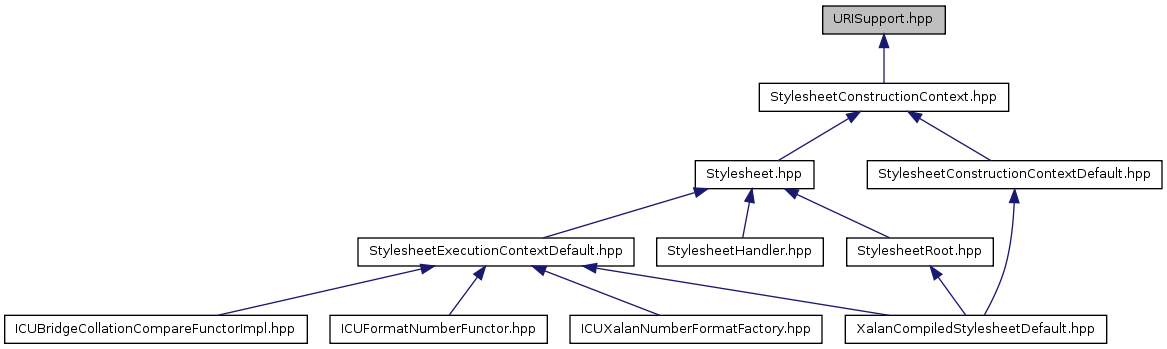 URISupport.hpp
StylesheetConstructionContext.hpp
Stylesheet.hpp
StylesheetConstructionContextDefault.hpp
StylesheetExecutionContextDefault.hpp
StylesheetHandler.hpp
StylesheetRoot.hpp
ICUBridgeCollationCompareFunctorImpl.hpp
ICUFormatNumberFunctor.hpp
ICUXalanNumberFormatFactory.hpp
XalanCompiledStylesheetDefault.hpp